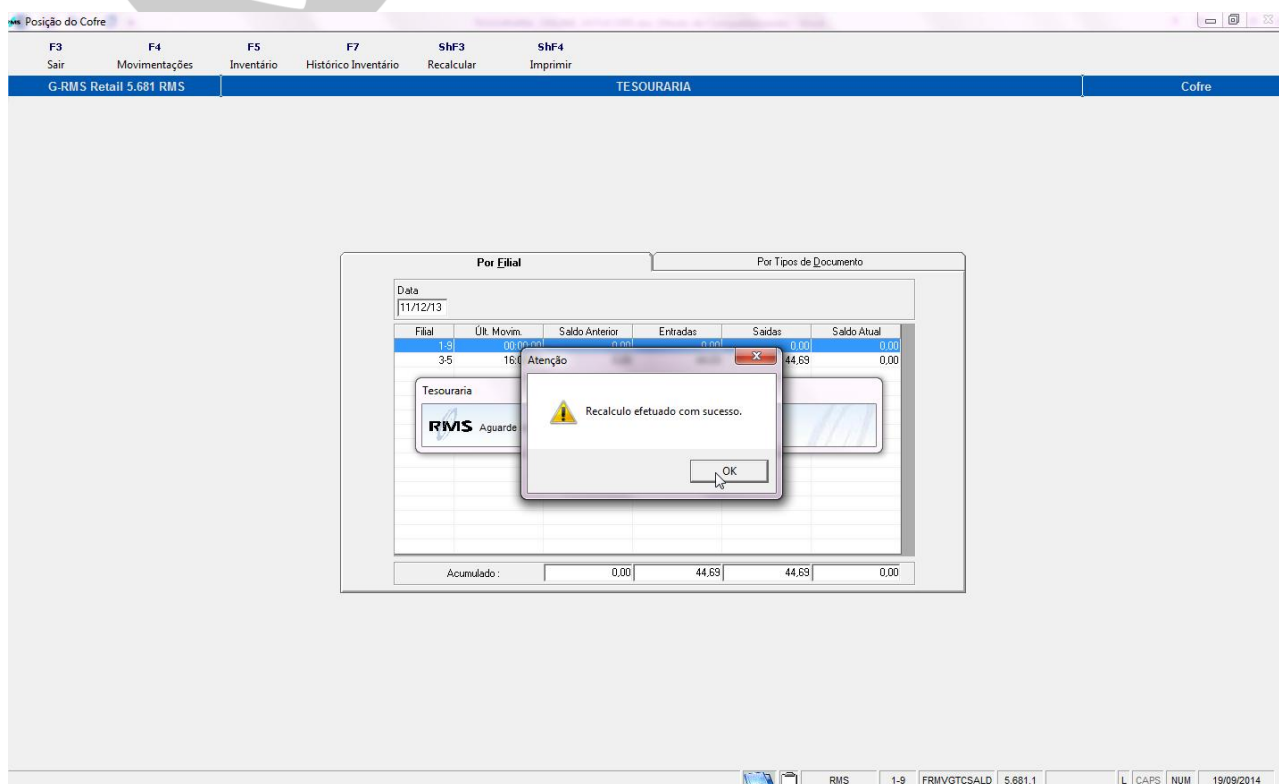 RMS Posição do Cofre
F3 F4 F5 F7 ShF3 ShF4
Sair Movimentações Inventário Histórico Inventário Recalcular Imprimir
G-RMS Retail 5.681 RMS TESOURARIA Cofre
Por Filial Por Tipos de Documento
Data
11/12/13
Filial Últ. Movim. Saldo Anterior Entradas Saidas Saldo Atual
1-9 00:00:00 0,00 0,00 0,00 0,00
3-5 44,69 0,00
Atenção
Tesouraria
Recalculo efetuado com sucesso.
RMS Aguarde
OK
Acumulado : 0,00 44,69 44,69 0,00
RMS 1-9 FRMVGTCSALD 5.681.1 L CAPS NUM 19/09/2014